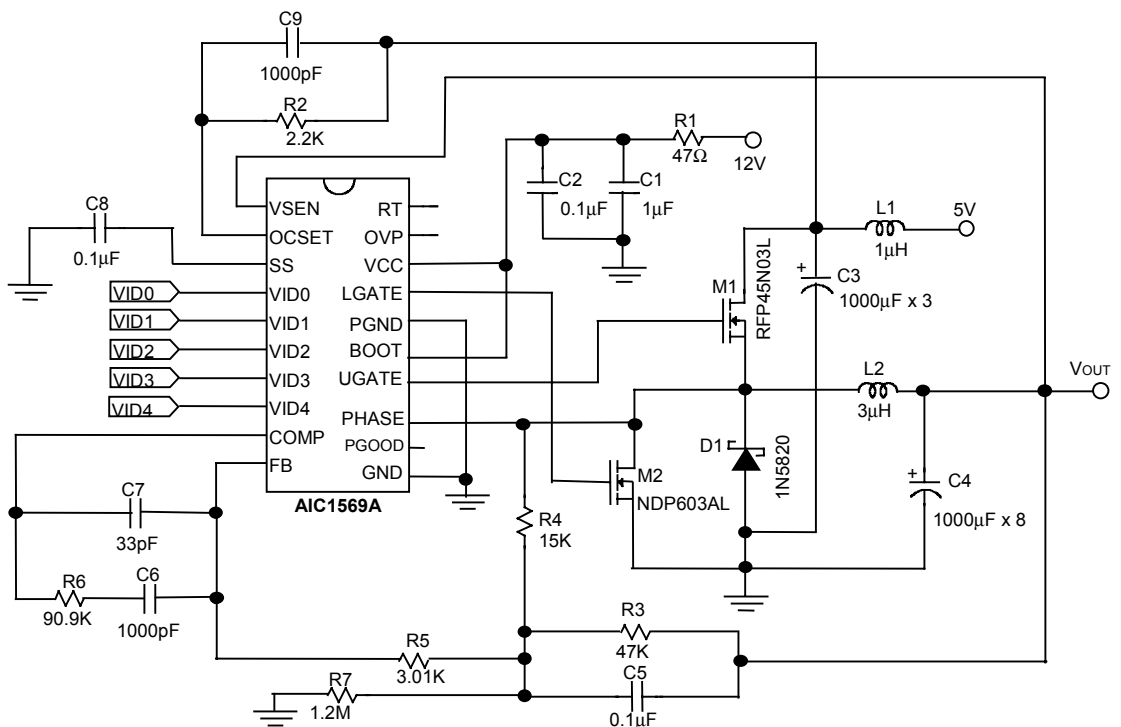 C9
1000pF
R2
2.2K
R1
47Ω
12V
C2
0.1µF
C1
1µF
L1
1µH
5V
C8
0.1µF
VSEN
OCSET
SS
VID0
VID1
VID2
VID3
VID4
COMP
FB
RT
OVP
VCC
LGATE
PGND
BOOT
UGATE
PHASE
PGOOD
GND
AIC1569A
VID0
VID1
VID2
VID3
VID4
M1
RFP45N03L
C3
+
1000µF x 3
L2
3µH
VOUT
D1
1N5820
M2
NDP603AL
C4
+
1000µF x 8
C7
33pF
R4
15K
R6
90.9K
C6
1000pF
R3
47K
R5
3.01K
C5
0.1µF
R7
1.2M